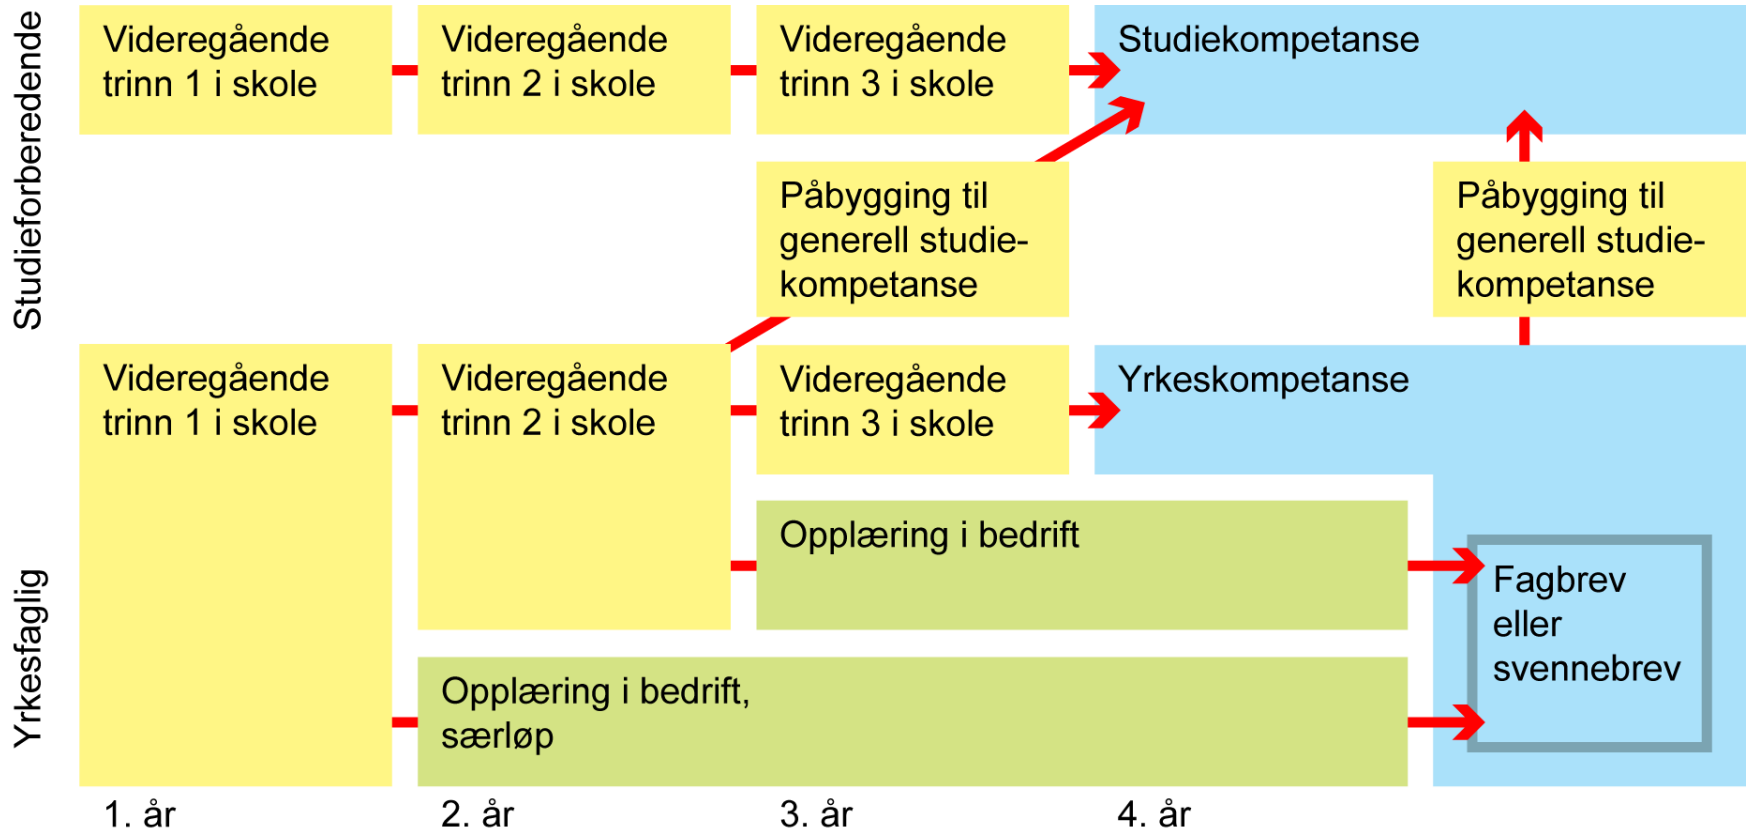 Studieforberedende
Videregående
trinn 1 i skole
Videregående
trinn 2 i skole
Videregående
trinn 3 i skole
Studiekompetanse
Påbygging til
generell studie-
kompetanse
Påbygging til
generell studie-
kompetanse
Yrkesfaglig
Videregående
trinn 1 i skole
Videregående
trinn 2 i skole
Videregående
trinn 3 i skole
Yrkeskompetanse
Opplæring i bedrift
Fagbrev
eller
svennebrev
Opplæring i bedrift,
særløp
1. år
2. år
3. år
4. år